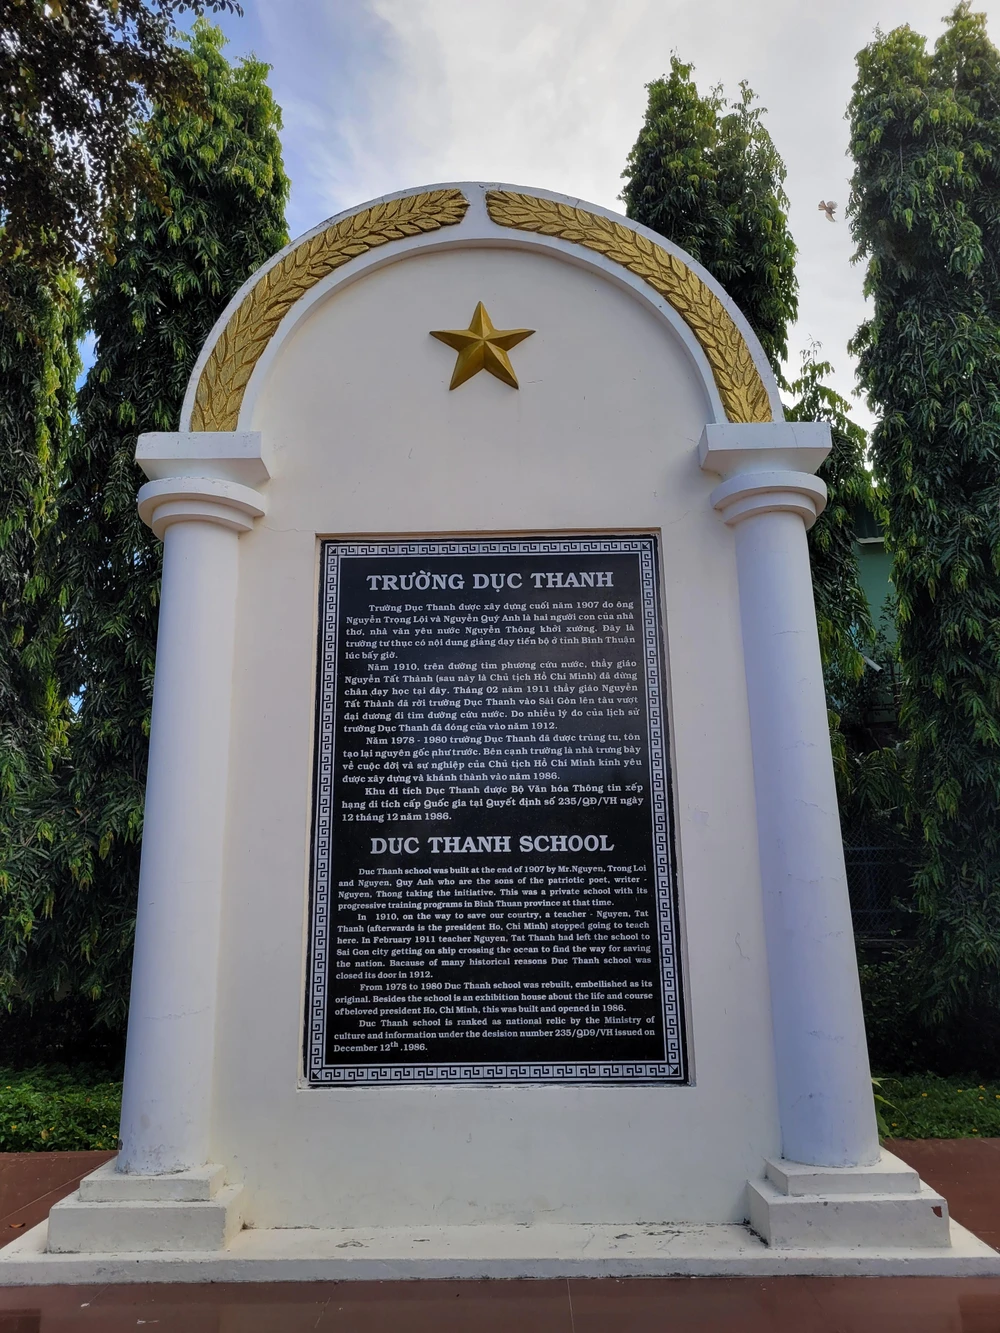 TRƯỜNG DỤC THANH
Trường Dục Thanh được xây dựng cuối năm 1907 do ông
Nguyễn Trọng Lội và Nguyễn Quý Anh là hai người con của nhà
thơ, nhà văn yêu nước Nguyễn Thông khởi xướng. Đây là
trường tư thục có nội dung giảng dạy tiến bộ ở tỉnh Bình Thuận
lúc bấy giờ.
Năm 1910, trên đường tìm phương cứu nước, thầy giáo
Nguyễn Tất Thành (sau này là Chủ tịch Hồ Chí Minh) đã dừng
chân dạy học tại đây. Tháng 02 năm 1911 thầy giáo Nguyễn
Tất Thành đã rời trường Dục Thanh vào Sài Gòn lên tàu vượt
đại dương đi tìm đường cứu nước. Do nhiều lý do của lịch sử
trường Dục Thanh đã đóng cửa vào năm 1912.
Năm 1978 - 1980 trường Dục Thanh đã được trùng tu, tôn
tạo lại nguyên gốc như trước. Bên cạnh trường là nhà trưng bày
về cuộc đời và sự nghiệp của Chủ tịch Hồ Chí Minh kính yêu
được xây dựng và khánh thành vào năm 1986.
Khu di tích Dục Thanh được Bộ Văn hóa Thông tin xếp
hạng di tích cấp Quốc gia tại Quyết định số 235/QĐ/VH ngày
12 tháng 12 năm 1986.
DUC THANH SCHOOL
Duc Thanh school was built at the end of 1907 by Mr.Nguyen, Trong Loi
and Nguyen, Quy Anh who are the sons of the patriotic poet, writer -
Nguyen, Thong taking the initiative. This was a private school with its
progressive training programs in Binh Thuan province at that time.
In 1910, on the way to save our courtry, a teacher - Nguyen, Tat
Thanh (afterwards is the president Ho, Chi Minh) stopped going to teach
here. In February 1911 teacher Nguyen, Tat Thanh had left the school to
Sai Gon city getting on ship crossing the ocean to find the way for saving
the nation. Bacause of many historical reasons Duc Thanh school was
closed its door in 1912.
From 1978 to 1980 Duc Thanh school was rebuilt, embellished as its
original. Besides the school is an exhibition house about the life and course
of beloved president Ho, Chi Minh, this was built and opened in 1986.
Duc Thanh school is ranked as national relic by the Ministry of
culture and information under the desision number 235/QĐ9/VH issued on
December 12th .1986.